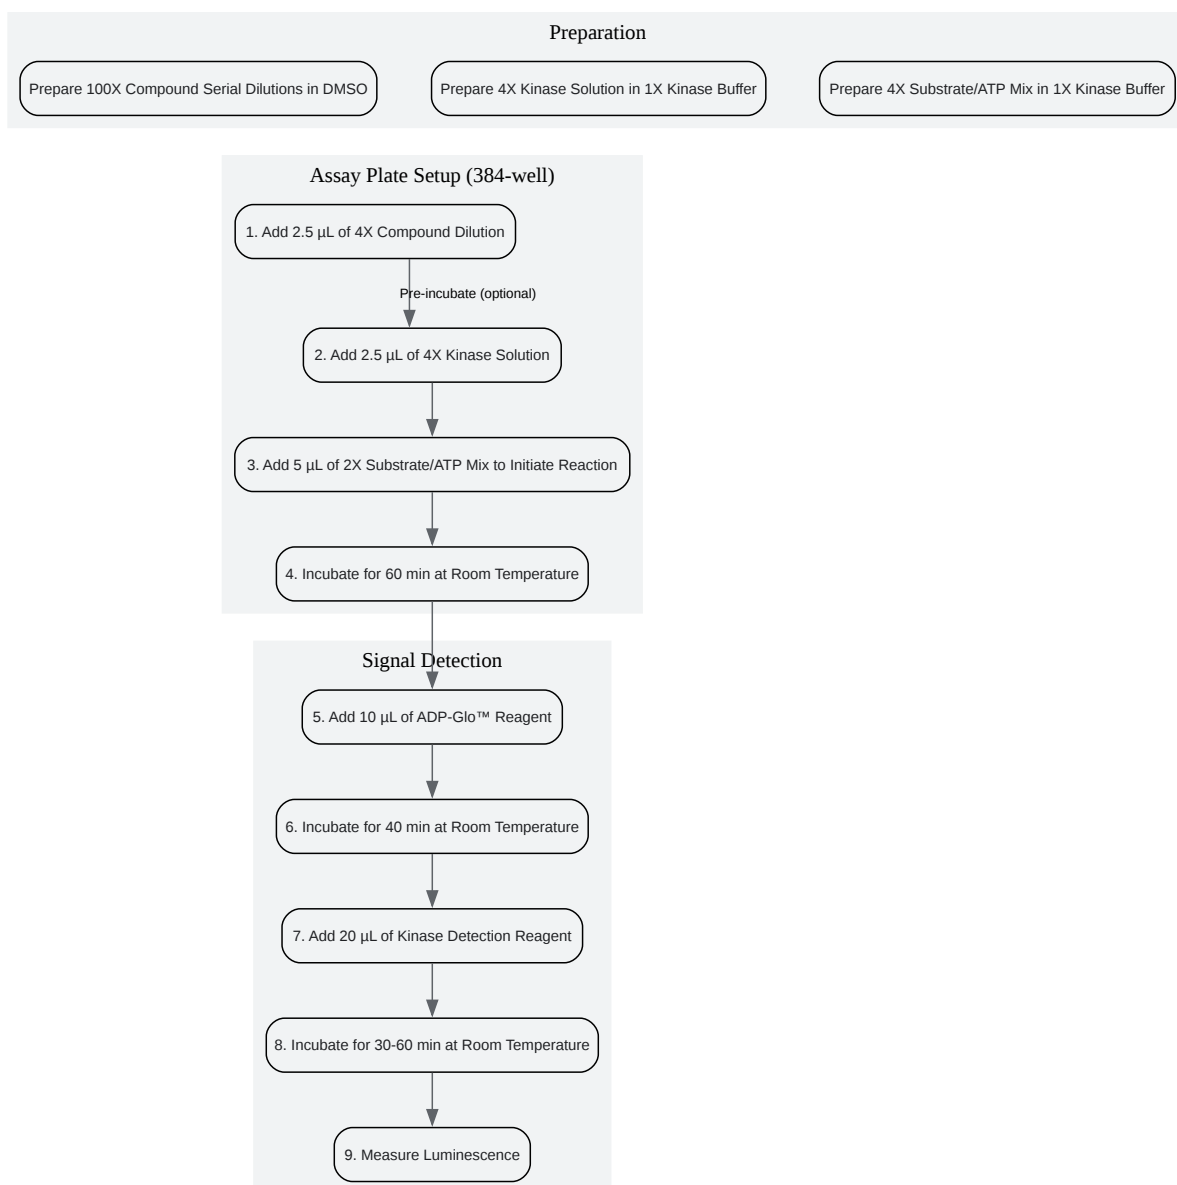 Preparation
Prepare 100X Compound Serial Dilutions in DMSO
Prepare 4X Kinase Solution in 1X Kinase Buffer
Prepare 4X Substrate/ATP Mix in 1X Kinase Buffer
Assay Plate Setup (384-well)
1. Add 2.5 µL of 4X Compound Dilution
Pre-incubate (optional)
2. Add 2.5 µL of 4X Kinase Solution
3. Add 5 µL of 2X Substrate/ATP Mix to Initiate Reaction
4. Incubate for 60 min at Room Temperature
Signal Detection
5. Add 10 µL of ADP-Glo™ Reagent
6. Incubate for 40 min at Room Temperature
7. Add 20 µL of Kinase Detection Reagent
8. Incubate for 30-60 min at Room Temperature
9. Measure Luminescence